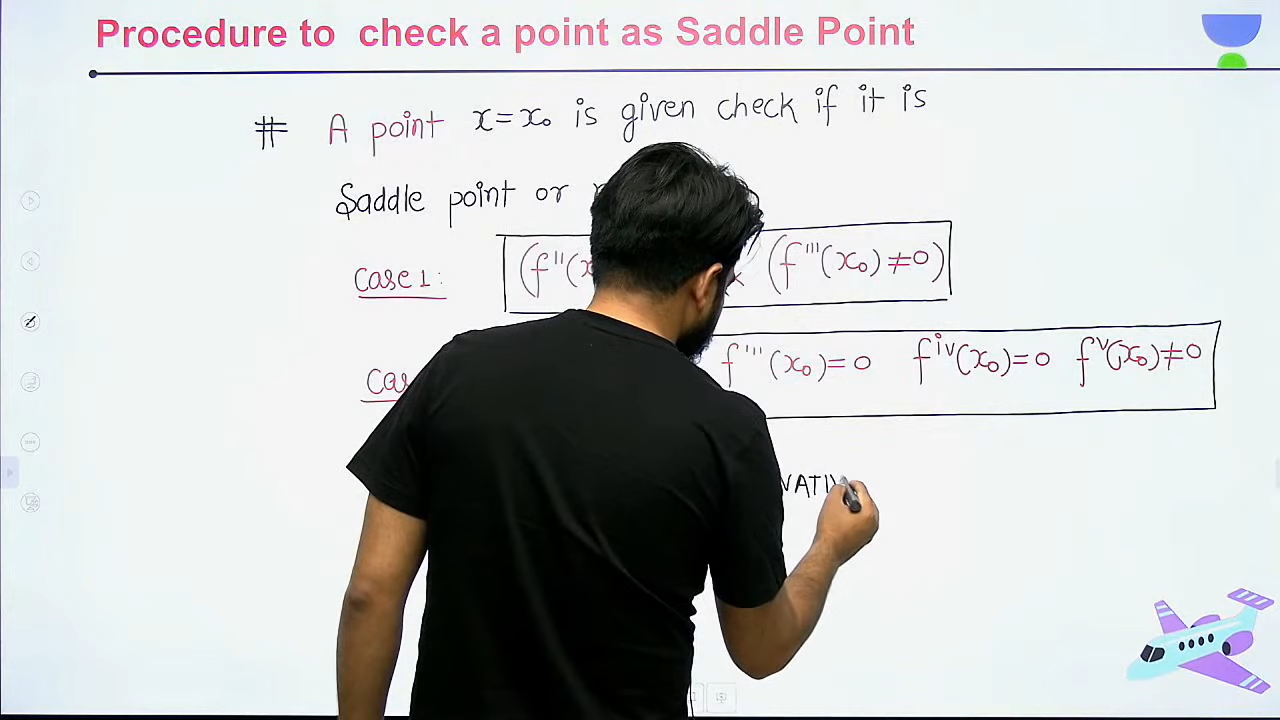 Procedure to check a point as Saddle Point
# A point x=x₀ is given check if it is
Saddle point or
Case 1: (f''(x & (f'''(x₀)≠0)
f'''(x₀)=0 f^iv(x₀)=0 f^v(x₀)≠0